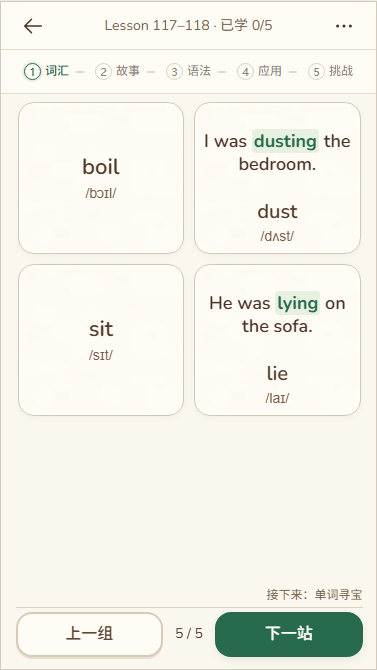 Lesson 117–118 · 已学 0/5
1 词汇 – 2 故事 – 3 语法 – 4 应用 – 5 挑战
boil
/bɔɪl/
I was dusting the
bedroom.
dust
/dʌst/
sit
/sɪt/
He was lying on
the sofa.
lie
/laɪ/
接下来：单词寻宝
上一组
5 / 5
下一站